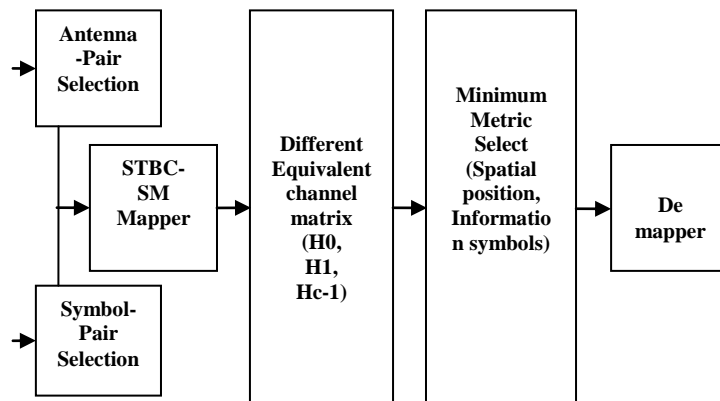 Antenna
-Pair
Selection
STBC-
SM
Mapper
Symbol-
Pair
Selection
Different
Equivalent
channel
matrix
(H0,
H1,
Hc-1)
Minimum
Metric
Select
(Spatial
position,
Informatio
n symbols)
De
mapper